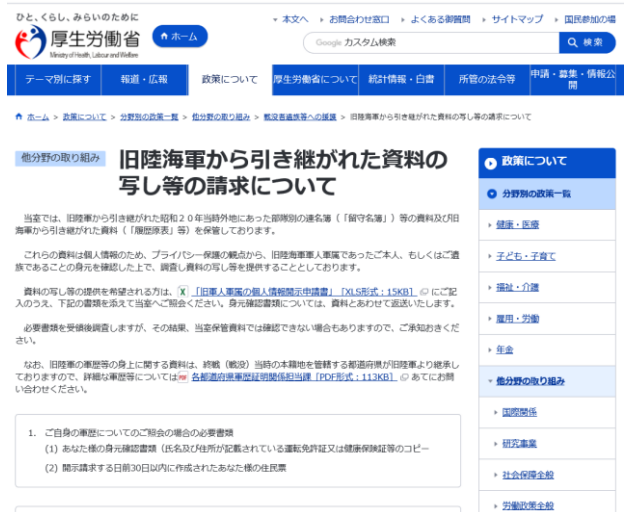 ひと、くらし、みらいのために
厚生労働省
Ministry of Health, Labour and Welfare
ホームへ
本文へ お問合わせ窓口 よくある御質問 サイトマップ 国民参加の場
Google カスタム検索
検索
テーマ別に探す 報道・広報 政策について 厚生労働省について 統計情報・白書 所管の法令等 申請・募集・情報公開
ホーム > 政策について > 分野別の政策一覧 > 他分野の取り組み > 戦没者遺族等への援護 > 旧陸海軍から引き継がれた資料の写し等の請求について
他分野の取り組み
旧陸海軍から引き継がれた資料の
写し等の請求について
当室では、旧陸軍から引き継がれた昭和20年当時外地にあった部隊別の連名簿(「留守名簿」)等の資料及び旧
海軍から引き継がれた資料(「履歴原表」等)を保管しております。
これらの資料は個人情報のため、プライバシー保護の観点から、旧陸海軍軍人軍属であったご本人、もしくはご遺
族であることの身元を確認した上で、調査し資料の写し等を提供することとしております。
資料の写し等の提供を希望される方は、「旧軍人軍属の個人情報開示申請書」[XLS形式:15KB]にご記
入のうえ、下記の書類を添えて当室へご照会ください。身元確認書類については、資料とあわせて返送いたします。
必要書類を受領後調査しますが、その結果、当室保管資料では確認できない場合もありますので、ご承知おきくだ
さい。
なお、旧陸軍の軍歴等の身上に関する資料は、終戦(戦没)当時の本籍地を管轄する都道府県が旧陸軍より継承し
ておりますので、詳細な軍歴等については 各都道府県軍歴証明関係担当課[PDF形式:113KB] あてにお問
い合わせください。
1. ご自身の軍歴についてのご照会の場合の必要書類
(1) あなた様の身元確認書類(氏名及び住所が記載されている運転免許証又は健康保険証等のコピー
(2) 開示請求する日前30日以内に作成されたあなた様の住民票
政策について
分野別の政策一覧
健康・医療
子ども・子育て
福祉・介護
雇用・労働
年金
他分野の取り組み
国際関係
研究事業
社会保障全般
労働政策全般